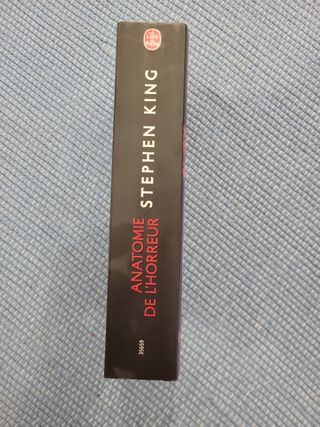 STEPHEN KING
ANATOMIE
DE L'HORREUR
35659